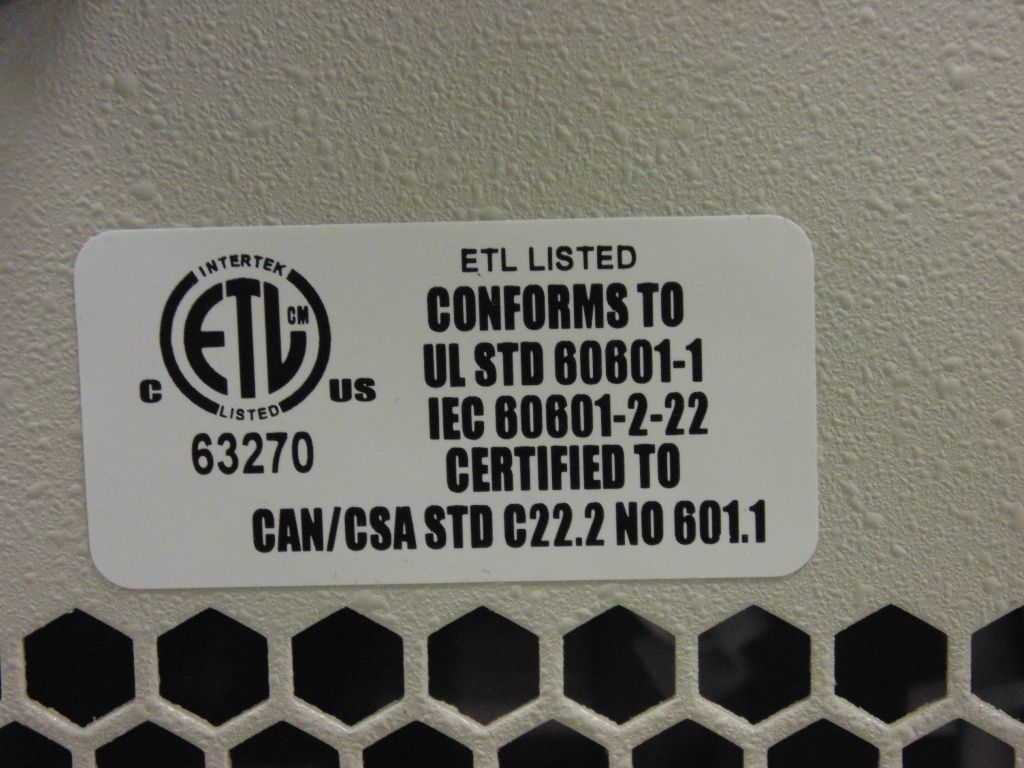 INTERTEK
ETL CM
LISTED
C US
63270
ETL LISTED
CONFORMS TO
UL STD 60601-1
IEC 60601-2-22
CERTIFIED TO
CAN/CSA STD C22.2 NO 601.1